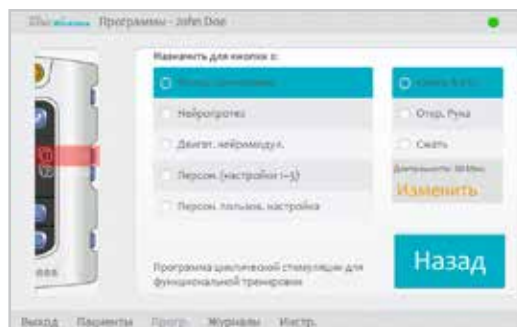 Программы - John Doe
Назначить для кнопки 2:
Нейропротез
Откр. Рука
Двигат. нейромодул.
Сжать
Персон. (настройки 1-3)
Изменить
Персон. пользов. настройка
Программа циклической стимуляции для
функциональной тренировки
Назад
Выход Пациенты Прогр. Журналы Инстр.